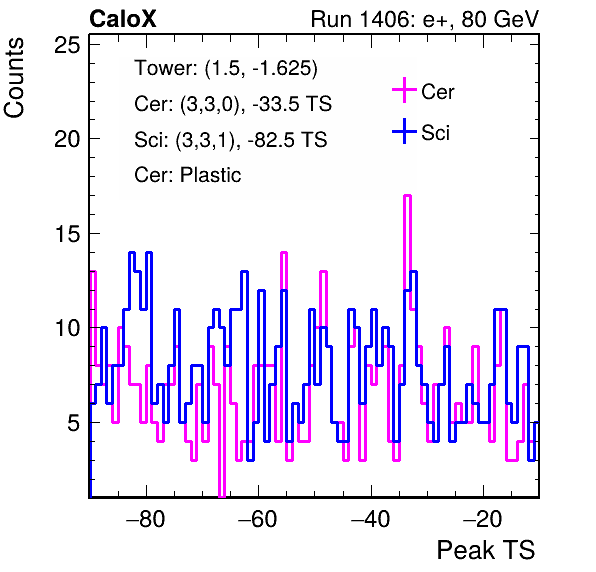 CaloX Run 1406: e+, 80 GeV
Counts
25
20
15
10
5
Tower: (1.5, -1.625)
Cer: (3,3,0), -33.5 TS
Sci: (3,3,1), -82.5 TS
Cer: Plastic
Cer
Sci
−80 −60 −40 −20
Peak TS